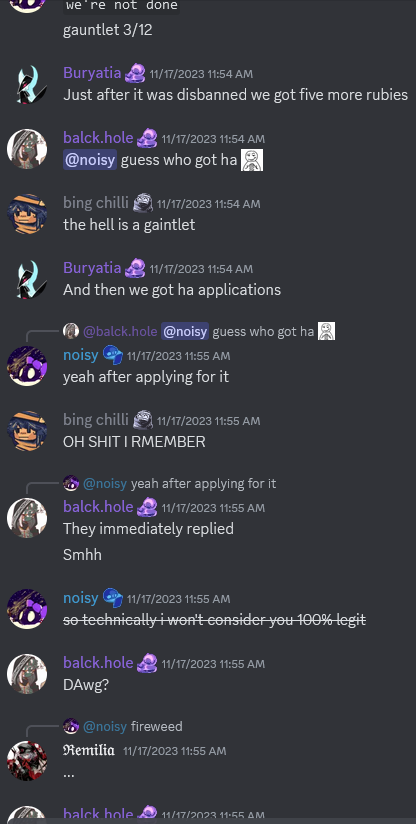 we're not done
gauntlet 3/12
Buryatia 11/17/2023 11:54 AM
Just after it was disbanned we got five more rubies
balck.hole 11/17/2023 11:54 AM
@noisy guess who got ha
bing chilli 11/17/2023 11:54 AM
the hell is a gaintlet
Buryatia 11/17/2023 11:54 AM
And then we got ha applications
@balck.hole @noisy guess who got ha
noisy 11/17/2023 11:55 AM
yeah after applying for it
bing chilli 11/17/2023 11:55 AM
OH SHIT I RMEMBER
@noisy yeah after applying for it
balck.hole 11/17/2023 11:55 AM
They immediately replied
Smhh
noisy 11/17/2023 11:55 AM
so technically i won't consider you 100% legit
balck.hole 11/17/2023 11:55 AM
DAwg?
@noisy fireweed
𝕽𝖊𝖒𝖎𝖑𝖎𝖆 11/17/2023 11:55 AM
...
balck.hole 11/17/2023 11:55 AM